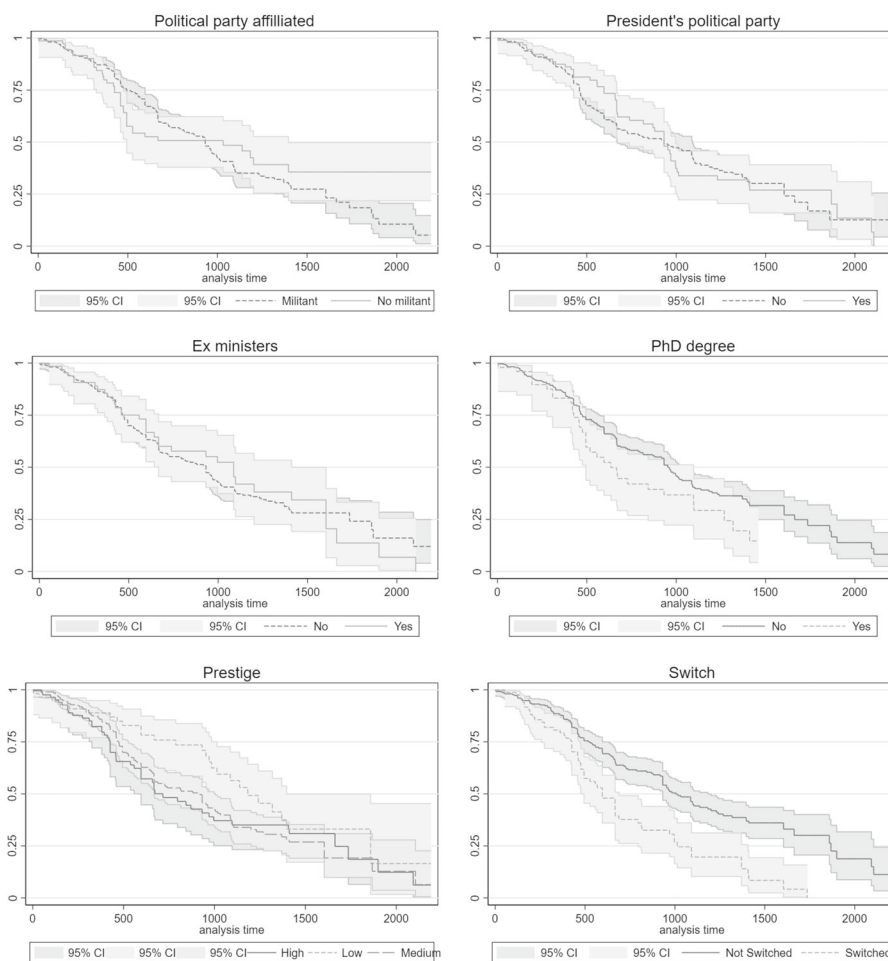 Political party affilliated
1
0.75
0.5
0.25
0
0 500 1000 1500 2000
analysis time
95% CI 95% CI Militant No militant
President's political party
1
0.75
0.5
0.25
0
0 500 1000 1500 2000
analysis time
95% CI 95% CI No Yes
Ex ministers
1
0.75
0.5
0.25
0
0 500 1000 1500 2000
analysis time
95% CI 95% CI No Yes
PhD degree
1
0.75
0.5
0.25
0
0 500 1000 1500 2000
analysis time
95% CI 95% CI No Yes
Prestige
1
0.75
0.5
0.25
0
0 500 1000 1500 2000
analysis time
95% CI 95% CI 95% CI High Low Medium
Switch
1
0.75
0.5
0.25
0
0 500 1000 1500 2000
analysis time
95% CI 95% CI Not Switched Switched